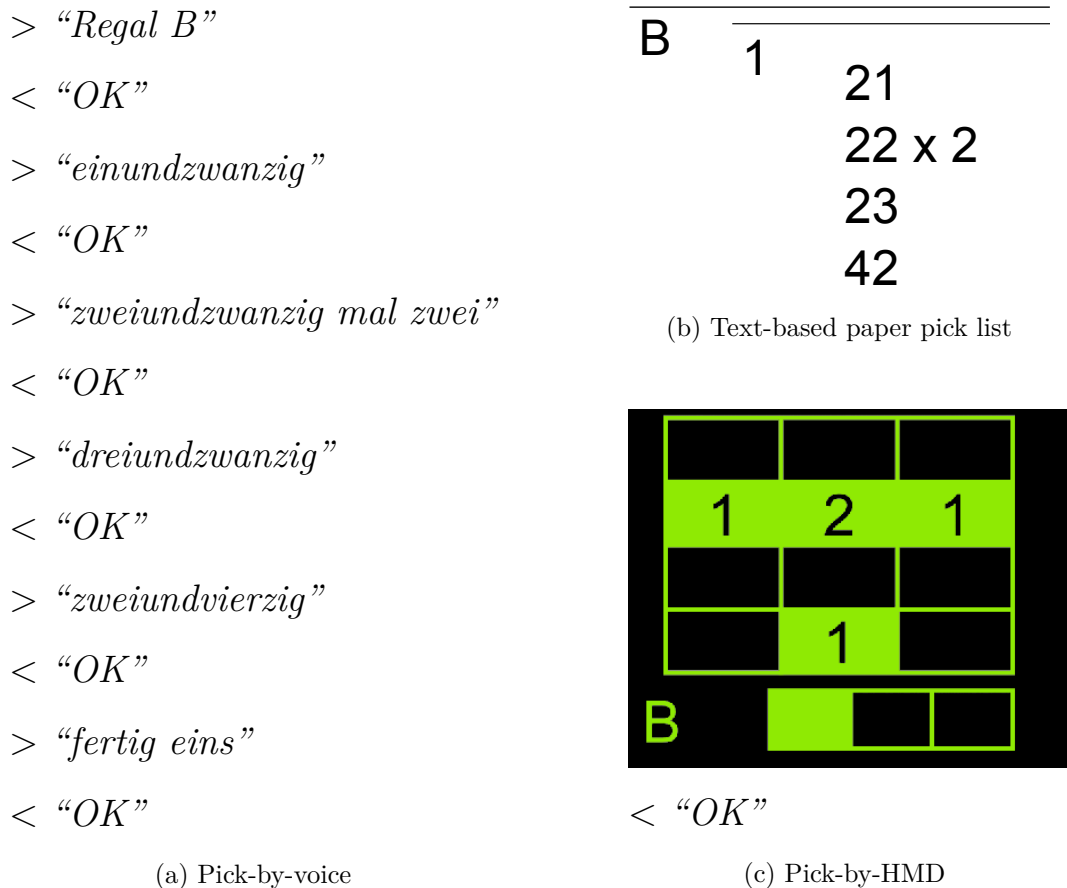 > “Regal B”
< “OK”
> “einundzwanzig”
< “OK”
> “zweiundzwanzig mal zwei”
< “OK”
> “dreiundzwanzig”
< “OK”
> “zweiundvierzig”
< “OK”
> “fertig eins”
< “OK”
(a) Pick-by-voice
B
1
21
22 x 2
23
42
(b) Text-based paper pick list
1 2 1
1
B
< “OK”
(c) Pick-by-HMD